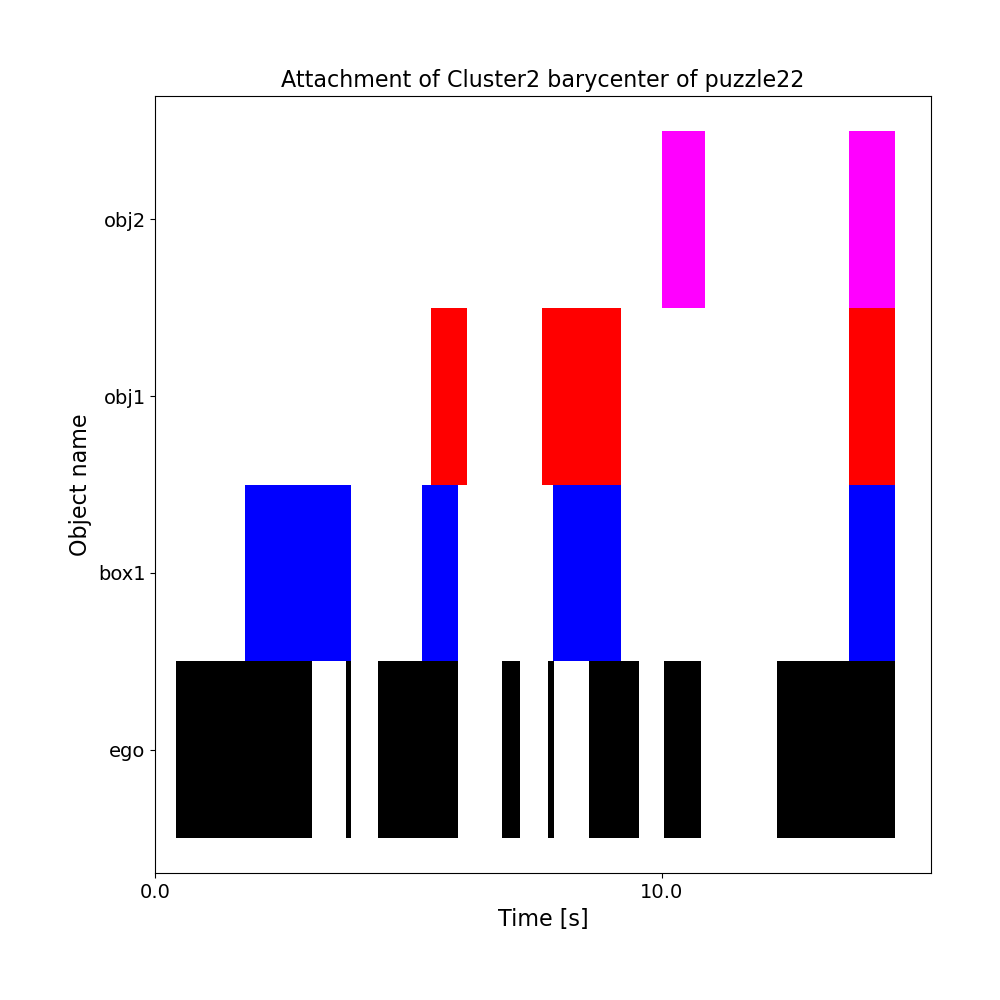 Attachment of Cluster2 barycenter of puzzle22
obj2
obj1
box1
ego
Object name
0.0
10.0
Time [s]